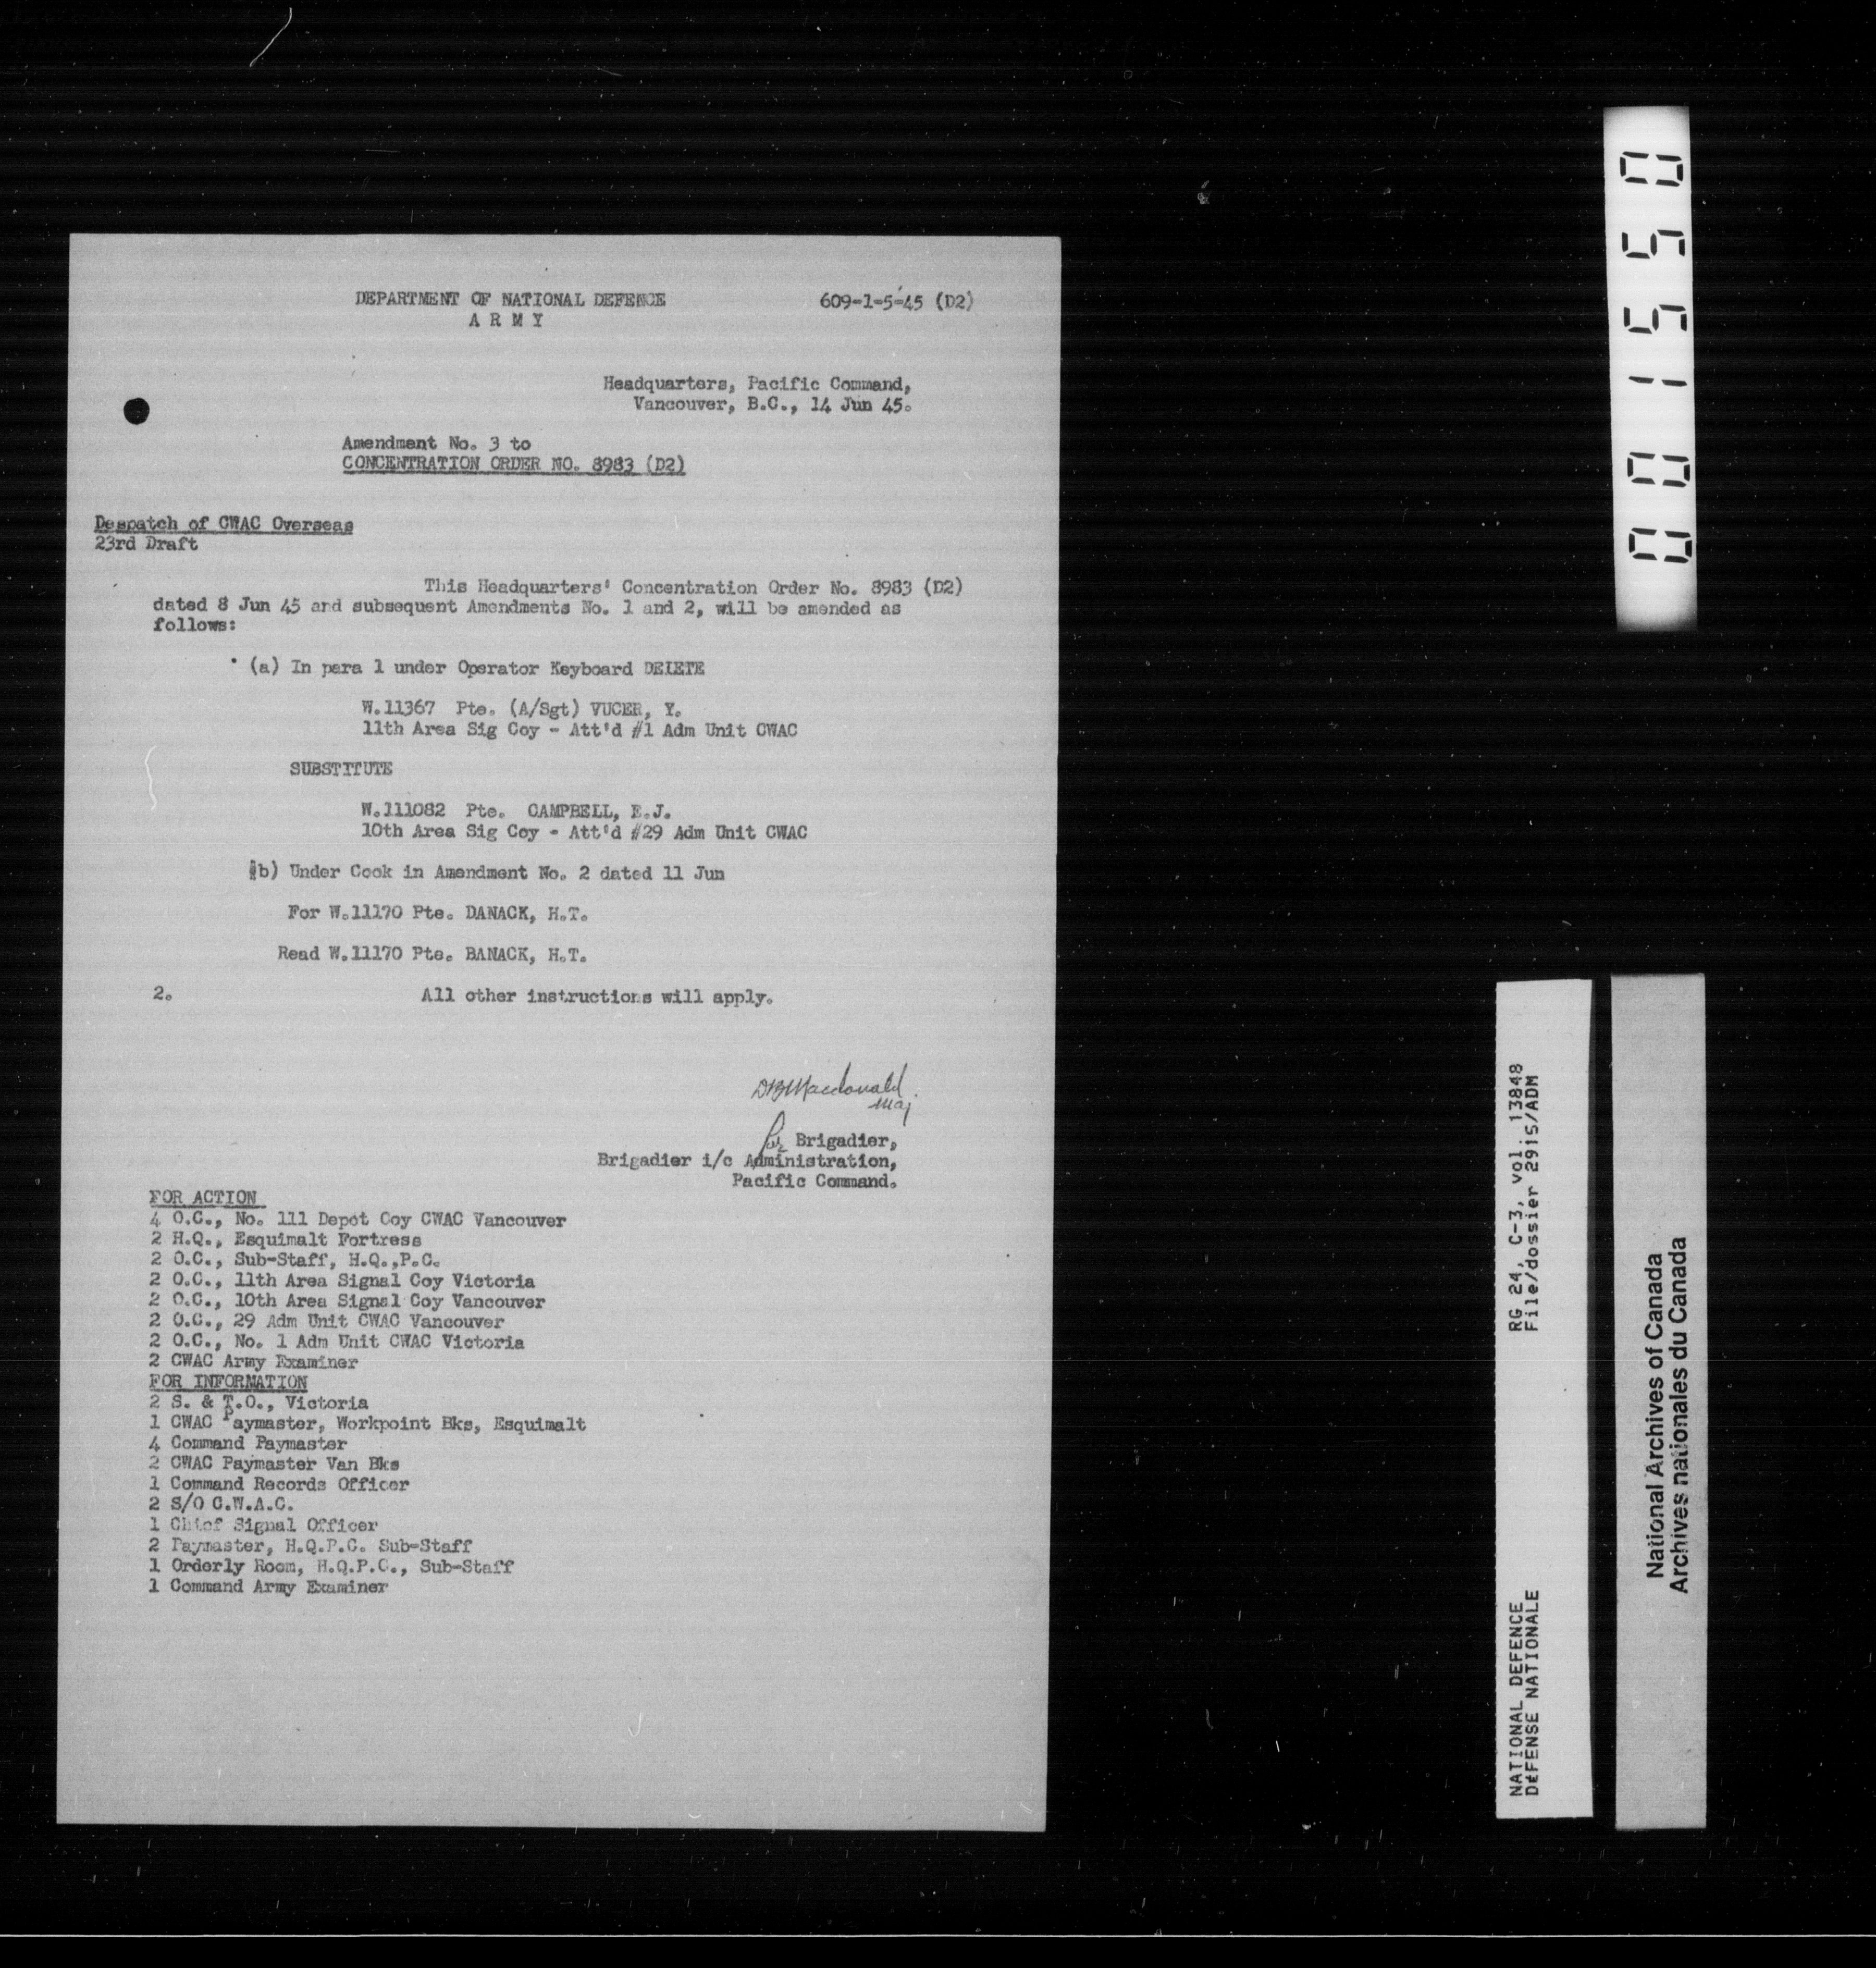 DEPARTMENT OF NATIONAL DEFENCE
ARMY
609-1-5-45 (D2)
Headquarters, Pacific Command,
Vancouver, B.C., 14 Jun 45.
Amendment No. 3 to
CONCENTRATION ORDER NO. 8983 (D2)
Despatch of CWAC Overseas
23rd Draft
This Headquarters' Concentration Order No. 8983 (D2)
dated 8 Jun 45 and subsequent Amendments No. 1 and 2, will be amended as
follows:
(a) In para 1 under Operator Keyboard DELETE
W.11367 Pte. (A/Sgt) VUCER, Y.
11th Area Sig Coy - Att'd #1 Adm Unit CWAC
SUBSTITUTE
W.111082 Pte. CAMPBELL, E.J.
10th Area Sig Coy - Att'd #29 Adm Unit CWAC
(b) Under Cook in Amendment No. 2 dated 11 Jun
For W.11170 Pte. DANACK, H.T.
Read W.11170 Pte. BANACK, H.T.
2. All other instructions will apply.
DBMacdonald
Maj
for Brigadier,
Brigadier i/c Administration,
Pacific Command.
FOR ACTION
4 O.C., No. 111 Depot Coy CWAC Vancouver
2 H.Q., Esquimalt Fortress
2 O.C., Sub-Staff, H.Q.,P.C.
2 O.C., 11th Area Signal Coy Victoria
2 O.C., 10th Area Signal Coy Vancouver
2 O.C., 29 Adm Unit CWAC Vancouver
2 O.C., No. 1 Adm Unit CWAC Victoria
2 CWAC Army Examiner
FOR INFORMATION
2 S. & T.O., Victoria
1 CWAC Paymaster, Workpoint Bks, Esquimalt
4 Command Paymaster
2 CWAC Paymaster Van Bks
1 Command Records Officer
2 S/O C.W.A.C.
1 Chief Signal Officer
2 Paymaster, H.Q.P.C. Sub-Staff
1 Orderly Room, H.Q.P.C., Sub-Staff
1 Command Army Examiner
001550
RG 24, C-3, vol. 13848
File/dossier 2915/ADM
NATIONAL DEFENCE
DÉFENSE NATIONALE
National Archives of Canada
Archives nationales du Canada